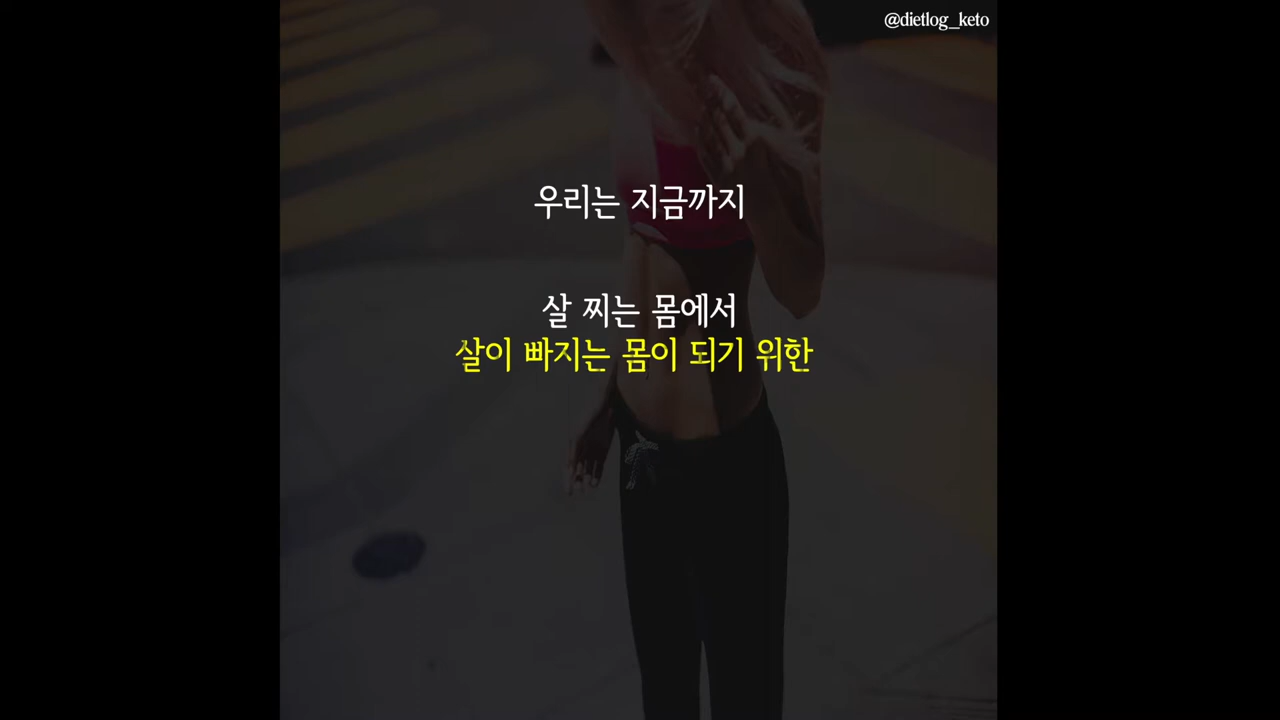 @dietlog_keto
우리는 지금까지
살 찌는 몸에서
살이 빠지는 몸이 되기 위한